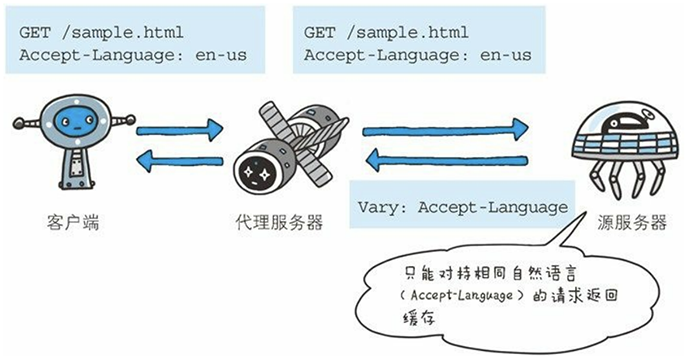 GET /sample.html
Accept-Language: en-us
GET /sample.html
Accept-Language: en-us
客户端
代理服务器
Vary: Accept-Language
源服务器
只能对持相同自然语言
(Accept-Language)的请求返回
缓存